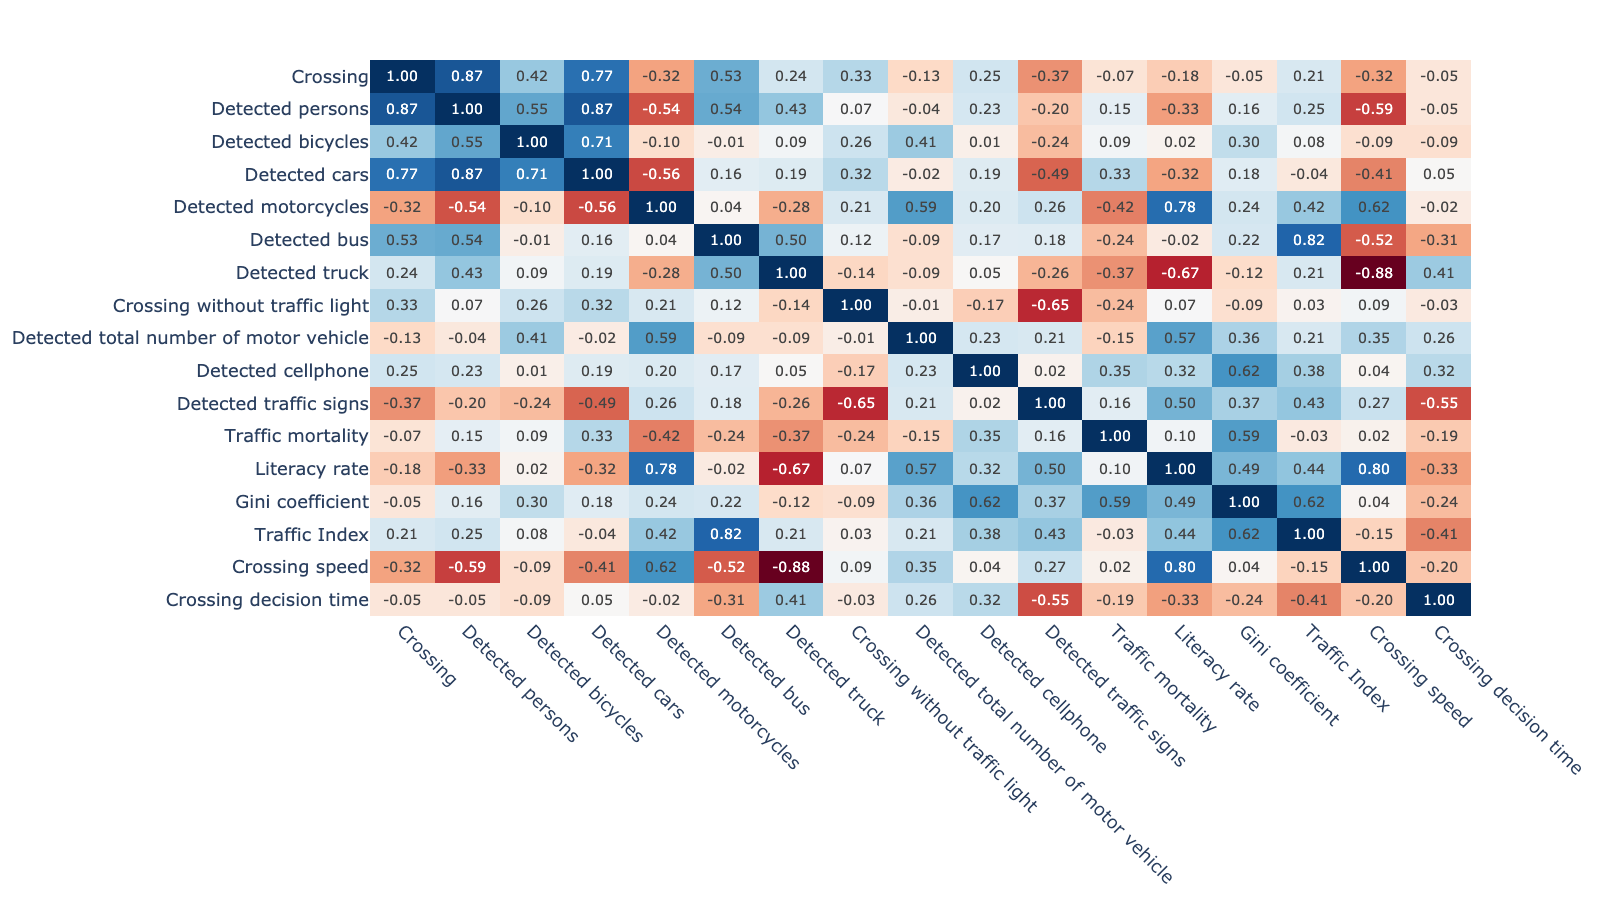 Crossing 1.00 0.87 0.42 0.77 -0.32 0.53 0.24 0.33 -0.13 0.25 -0.37 -0.07 -0.18 -0.05 0.21 -0.32 -0.05
Detected persons 0.87 1.00 0.55 0.87 -0.54 0.54 0.43 0.07 -0.04 0.23 -0.20 0.15 -0.33 0.16 0.25 -0.59 -0.05
Detected bicycles 0.42 0.55 1.00 0.71 -0.10 -0.01 0.09 0.26 0.41 0.01 -0.24 0.09 0.02 0.30 0.08 -0.09 -0.09
Detected cars 0.77 0.87 0.71 1.00 -0.56 0.16 0.19 0.32 -0.02 0.19 -0.49 0.33 -0.32 0.18 -0.04 -0.41 0.05
Detected motorcycles -0.32 -0.54 -0.10 -0.56 1.00 0.04 -0.28 0.21 0.59 0.20 0.26 -0.42 0.78 0.24 0.42 0.62 -0.02
Detected bus 0.53 0.54 -0.01 0.16 0.04 1.00 0.50 0.12 -0.09 0.17 0.18 -0.24 -0.02 0.22 0.82 -0.52 -0.31
Detected truck 0.24 0.43 0.09 0.19 -0.28 0.50 1.00 -0.14 -0.09 0.05 -0.26 -0.37 -0.67 -0.12 0.21 -0.88 0.41
Crossing without traffic light 0.33 0.07 0.26 0.32 0.21 0.12 -0.14 1.00 -0.01 -0.17 -0.65 -0.24 0.07 -0.09 0.03 0.09 -0.03
Detected total number of motor vehicle -0.13 -0.04 0.41 -0.02 0.59 -0.09 -0.09 -0.01 1.00 0.23 0.21 -0.15 0.57 0.36 0.21 0.35 0.26
Detected cellphone 0.25 0.23 0.01 0.19 0.20 0.17 0.05 -0.17 0.23 1.00 0.02 0.35 0.32 0.62 0.38 0.04 0.32
Detected traffic signs -0.37 -0.20 -0.24 -0.49 0.26 0.18 -0.26 -0.65 0.21 0.02 1.00 0.16 0.50 0.37 0.43 0.27 -0.55
Traffic mortality -0.07 0.15 0.09 0.33 -0.42 -0.24 -0.37 -0.24 -0.15 0.35 0.16 1.00 0.10 0.59 -0.03 0.02 -0.19
Literacy rate -0.18 -0.33 0.02 -0.32 0.78 -0.02 -0.67 0.07 0.57 0.32 0.50 0.10 1.00 0.49 0.44 0.80 -0.33
Gini coefficient -0.05 0.16 0.30 0.18 0.24 0.22 -0.12 -0.09 0.36 0.62 0.37 0.59 0.49 1.00 0.62 0.04 -0.24
Traffic Index 0.21 0.25 0.08 -0.04 0.42 0.82 0.21 0.03 0.21 0.38 0.43 -0.03 0.44 0.62 1.00 -0.15 -0.41
Crossing speed -0.32 -0.59 -0.09 -0.41 0.62 -0.52 -0.88 0.09 0.35 0.04 0.27 0.02 0.80 0.04 -0.15 1.00 -0.20
Crossing decision time -0.05 -0.05 -0.09 0.05 -0.02 -0.31 0.41 -0.03 0.26 0.32 -0.55 -0.19 -0.33 -0.24 -0.41 -0.20 1.00
Crossing
Detected persons
Detected bicycles
Detected cars
Detected motorcycles
Detected bus
Detected truck
Crossing without traffic light
Detected total number of motor vehicle
Detected cellphone
Detected traffic signs
Traffic mortality
Literacy rate
Gini coefficient
Traffic Index
Crossing speed
Crossing decision time